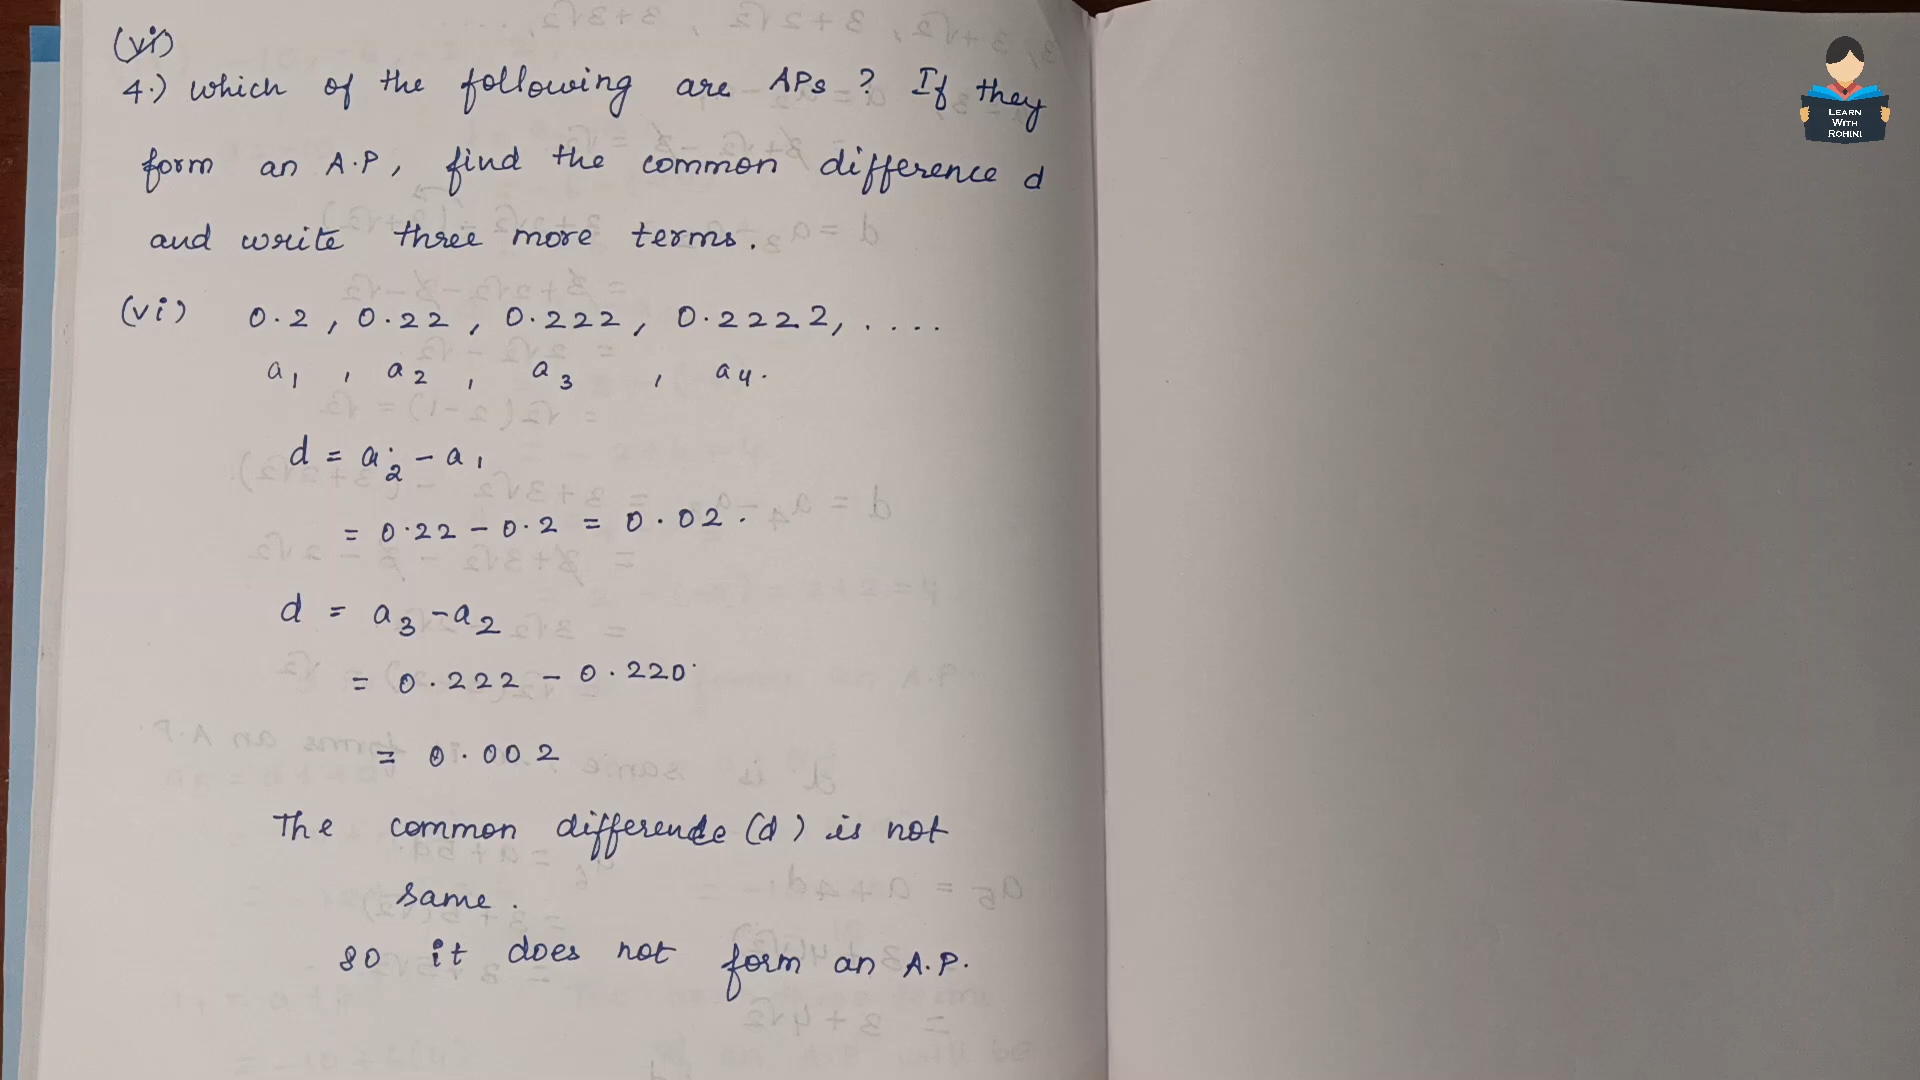 (vi)
4.) which of the following are APs ? If they
form an A.P, find the common difference d
and write three more terms.
(vi) 0.2 , 0.22 , 0.222 , 0.2222, ....
a1 , a2 , a3 , a4.
d = a2 - a1
= 0.22 - 0.2 = 0.02.
d = a3 - a2
= 0.222 - 0.220
= 0.002
The common difference (d) is not
same.
so it does not form an A.P.
LEARN
WITH
ROHINI